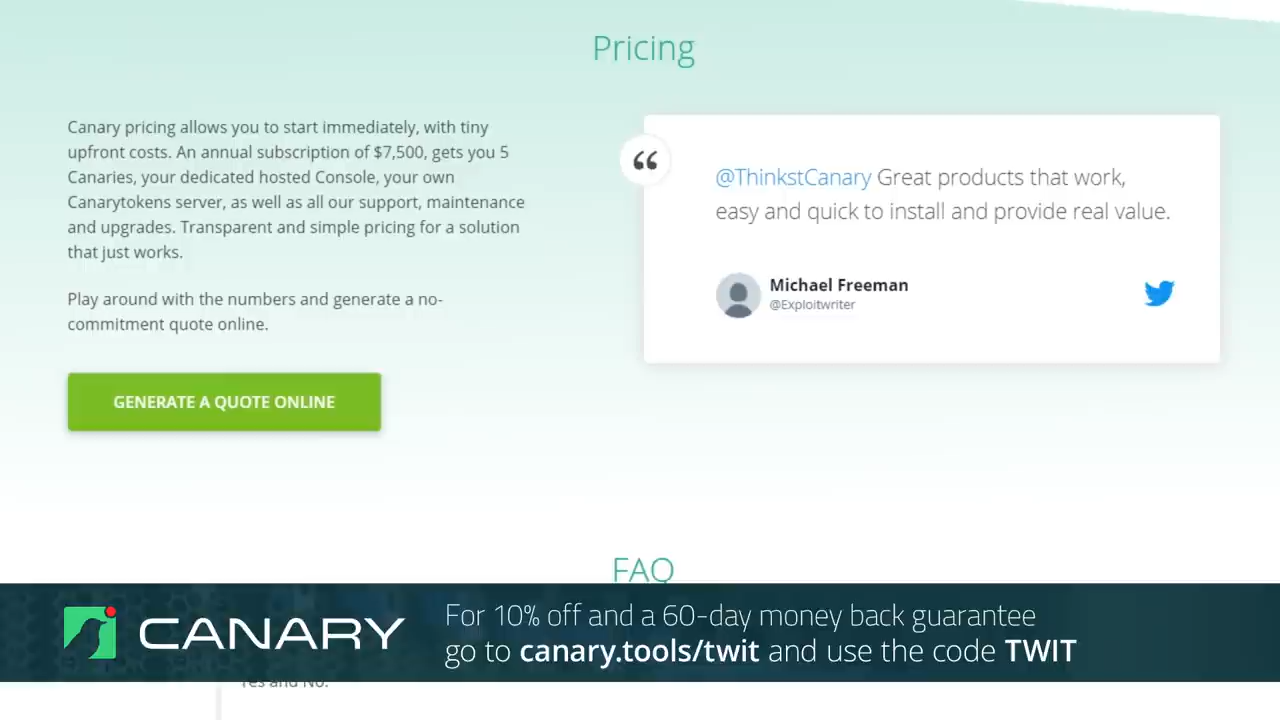 Pricing
Canary pricing allows you to start immediately, with tiny
upfront costs. An annual subscription of $7,500, gets you 5
Canaries, your dedicated hosted Console, your own
Canarytokens server, as well as all our support, maintenance
and upgrades. Transparent and simple pricing for a solution
that just works.
Play around with the numbers and generate a no-
commitment quote online.
GENERATE A QUOTE ONLINE
“
@ThinkstCanary Great products that work,
easy and quick to install and provide real value.
Michael Freeman
@Exploitwriter
FAQ
CANARY
For 10% off and a 60-day money back guarantee
go to canary.tools/twit and use the code TWIT
Yes and No.